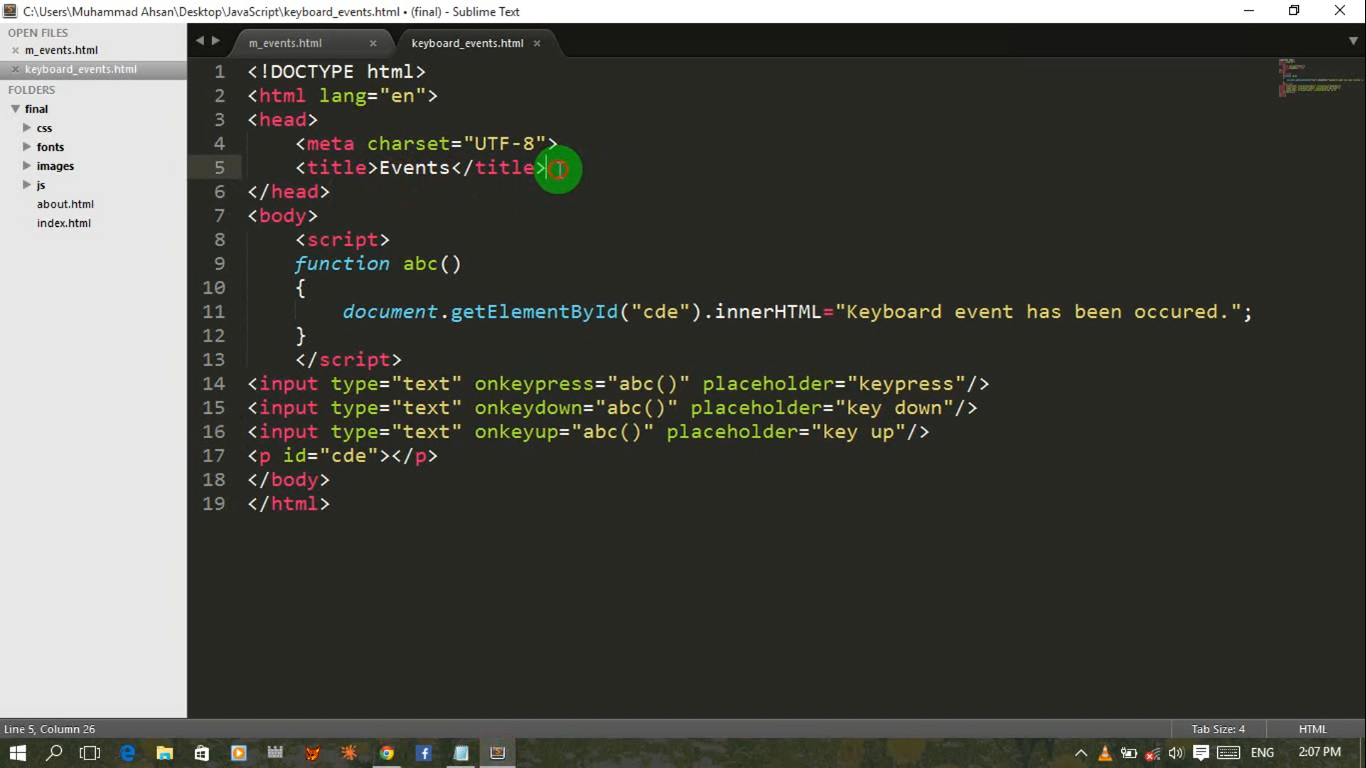 C:\Users\Muhammad Ahsan\Desktop\JavaScript\keyboard_events.html • (final) - Sublime Text
OPEN FILES
m_events.html
keyboard_events.html
FOLDERS
final
css
fonts
images
js
about.html
index.html
m_events.html
keyboard_events.html
1 <!DOCTYPE html>
2 <html lang="en">
3 <head>
4 <meta charset="UTF-8">
5 <title>Events</title>
6 </head>
7 <body>
8 <script>
9 function abc()
10 {
11 document.getElementById("cde").innerHTML="Keyboard event has been occured.";
12 }
13 </script>
14 <input type="text" onkeypress="abc()" placeholder="keypress"/>
15 <input type="text" onkeydown="abc()" placeholder="key down"/>
16 <input type="text" onkeyup="abc()" placeholder="key up"/>
17 <p id="cde"></p>
18 </body>
19 </html>
Line 5, Column 26
Tab Size: 4
HTML
ENG
2:07 PM